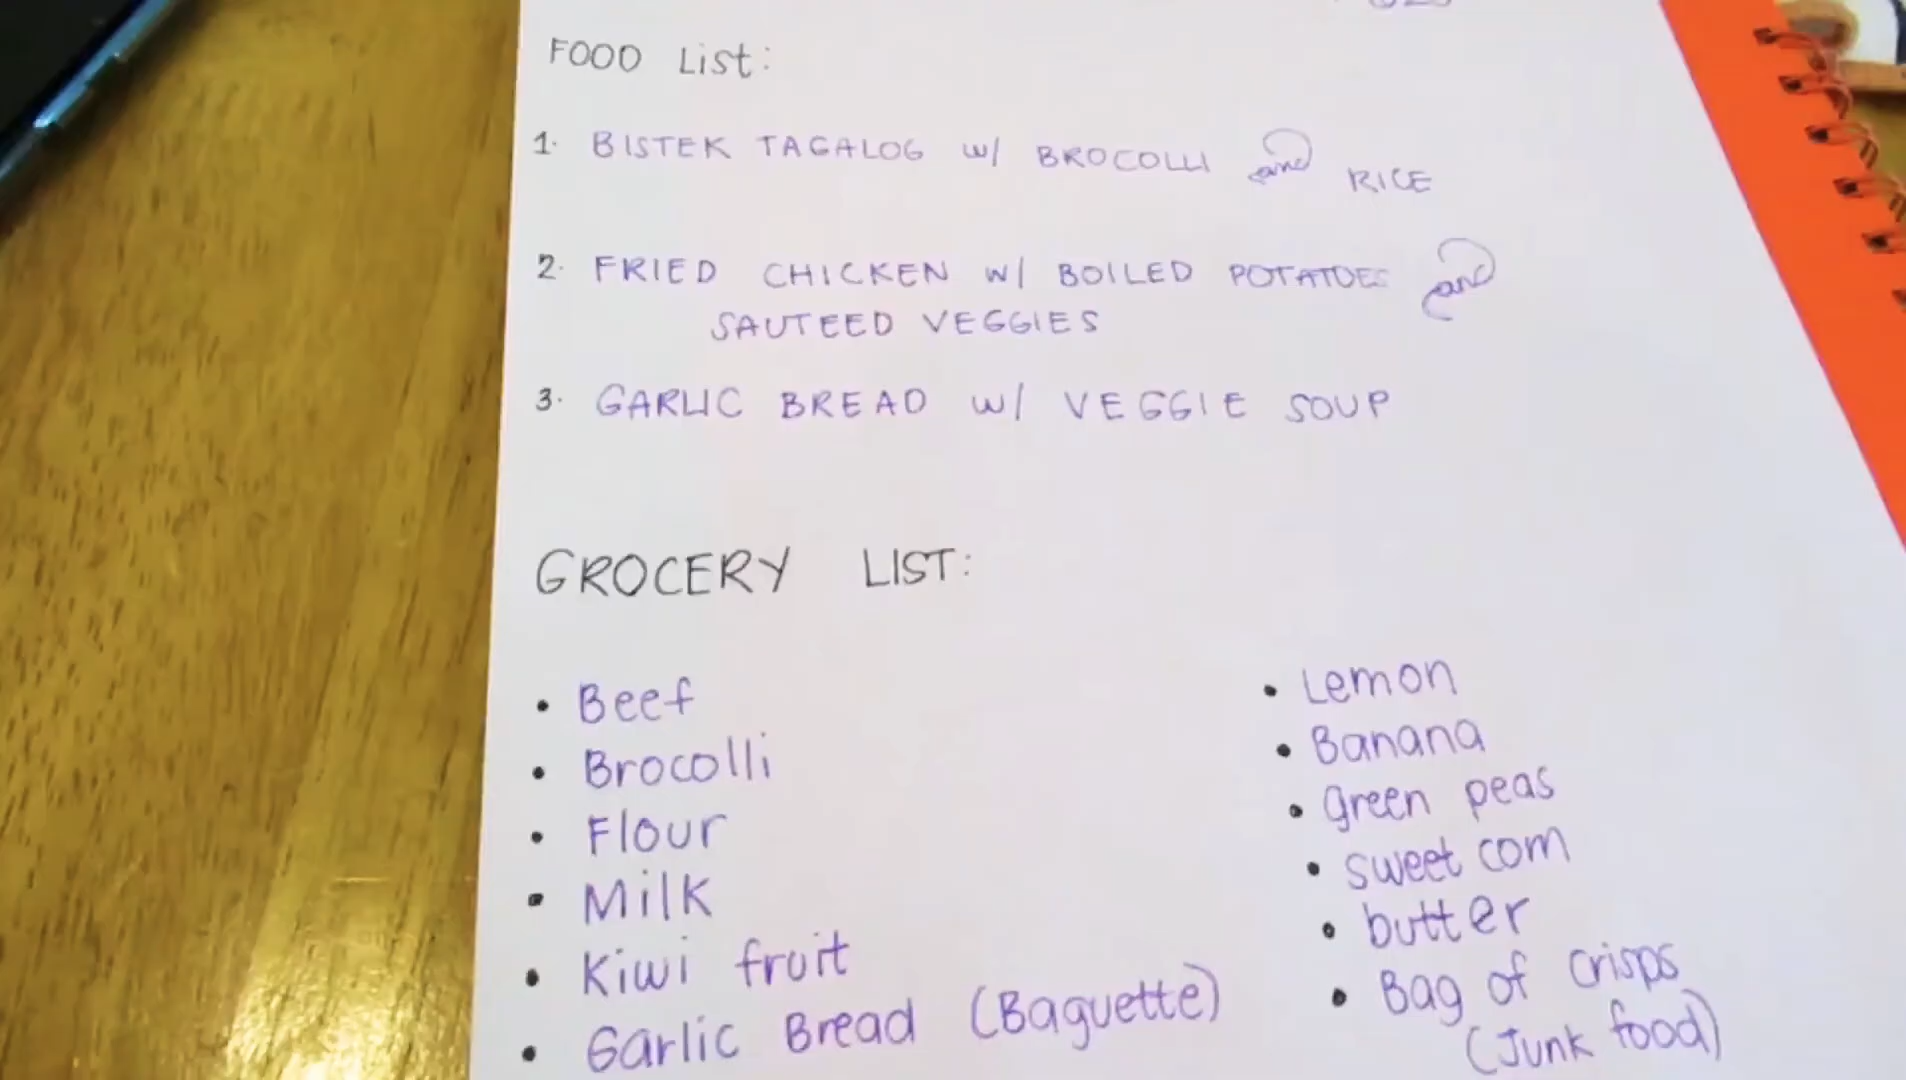 FOOD List:
1. BISTEK TAGALOG w/ BROCOLLI and RICE
2. FRIED CHICKEN w/ BOILED POTATOES and
SAUTEED VEGGIES
3. GARLIC BREAD w/ VEGGIE SOUP
GROCERY LIST:
• Beef
• Brocolli
• Flour
• Milk
• Kiwi fruit
• Garlic Bread (Baguette)
• Lemon
• Banana
• green peas
• sweet corn
• butter
• Bag of Crisps
(Junk food)